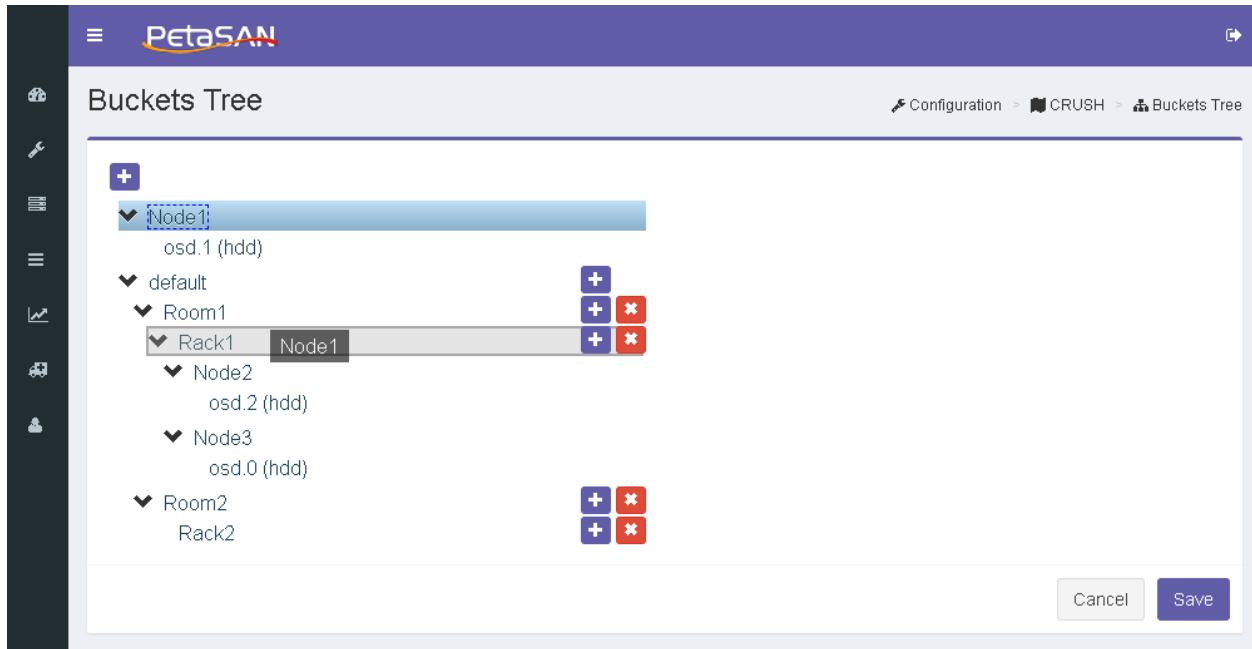 PetaSAN
Buckets Tree
Configuration > CRUSH > Buckets Tree
Node1
osd.1 (hdd)
default
Room1
Rack1 Node1
Node2
osd.2 (hdd)
Node3
osd.0 (hdd)
Room2
Rack2
Cancel Save